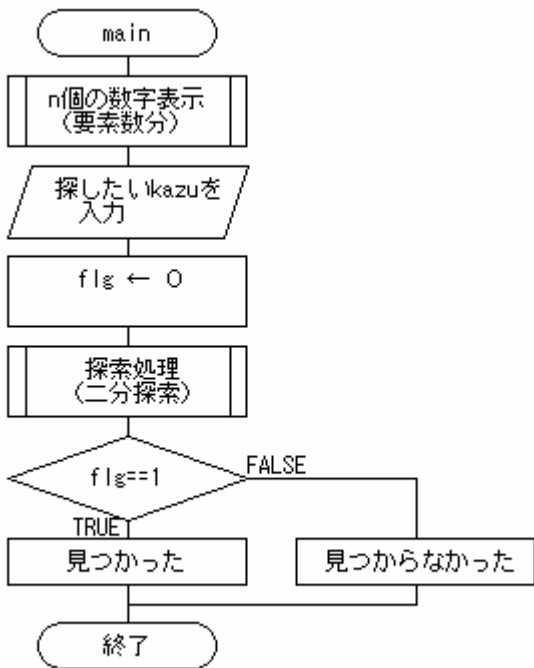 main
n個の数字表示
(要素数分)
探したいkazuを
入力
flg ← 0
探索処理
(二分探索)
flg==1
FALSE
TRUE
見つかった
見つからなかった
終了